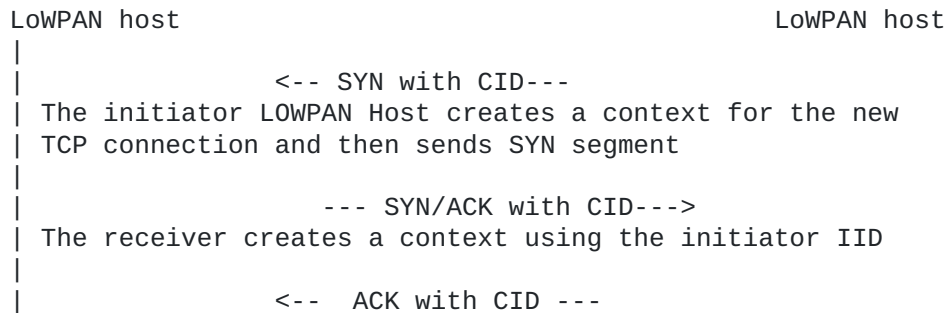 LoWPAN host                                      LoWPAN host
|
|                 <-- SYN with CID---
| The initiator LOWPAN Host creates a context for the new
| TCP connection and then sends SYN segment
|
|                    --- SYN/ACK with CID--->
| The receiver creates a context using the initiator IID
|
|                 <--  ACK with CID ---